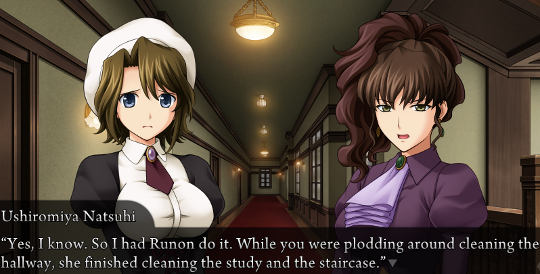 Ushiromiya Natsuhi
“Yes, I know. So I had Runon do it. While you were plodding around cleaning the
hallway, she finished cleaning the study and the staircase.”